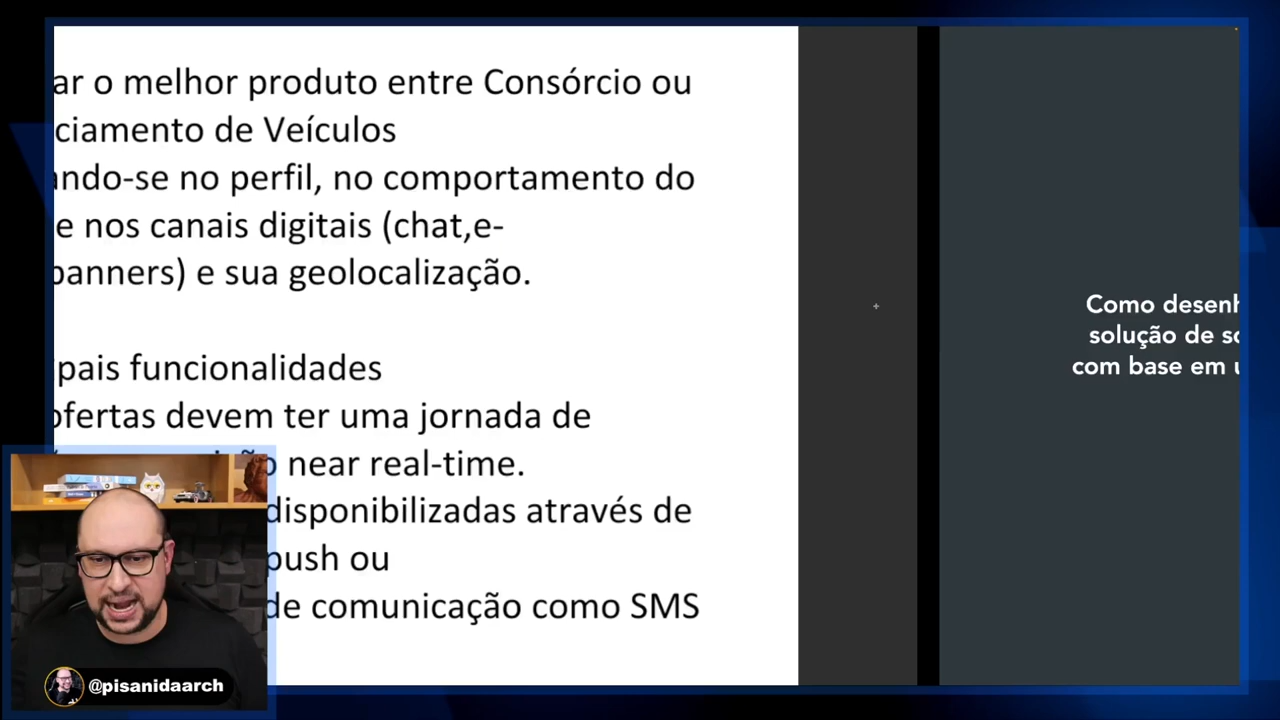 ar o melhor produto entre Consórcio ou
ciamento de Veículos
ando-se no perfil, no comportamento do
e nos canais digitais (chat,e-
banners) e sua geolocalização.
ipais funcionalidades
ofertas devem ter uma jornada de
near real-time.
disponibilizadas através de
push ou
de comunicação como SMS
Como desenh
solução de so
com base em u
@pisanidaarch